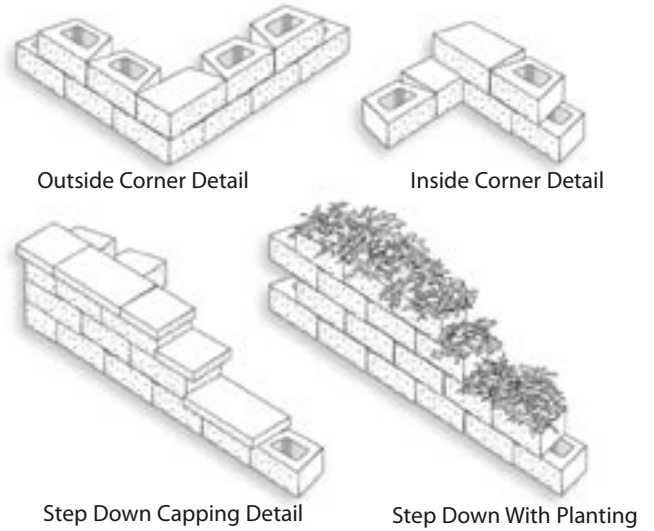 Outside Corner Detail
Inside Corner Detail
Step Down Capping Detail
Step Down With Planting